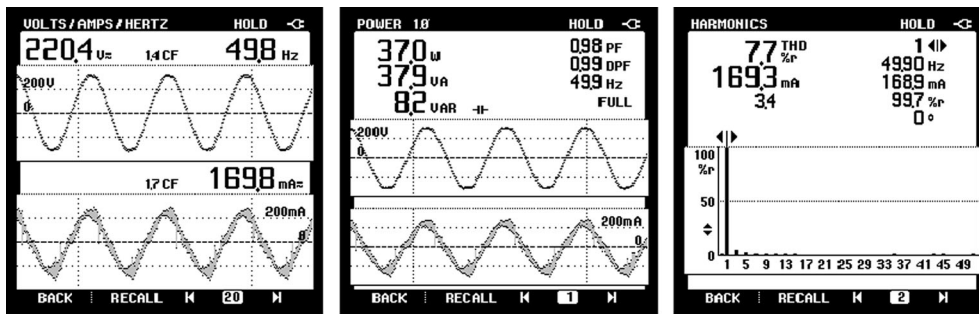 VOLTS/AMPS/HERTZ HOLD
220.4 V≂ 1.4 CF 49.8 Hz
200V
0
1.7 CF 169.8 mA≂
200mA
0
BACK RECALL 20
POWER 1Ø HOLD
37.0 W 0.98 PF
37.9 VA 0.99 DPF
8.2 VAR 49.9 Hz
FULL
200V
0
200mA
0
BACK RECALL 1
HARMONICS HOLD
7.7 THD %r 1
169.3 mA 49.90 Hz
3.4 168.9 mA
99.7 %r
0 °
100
%r
50
0
1 5 9 13 17 21 25 29 33 37 41 45 49
BACK RECALL 2